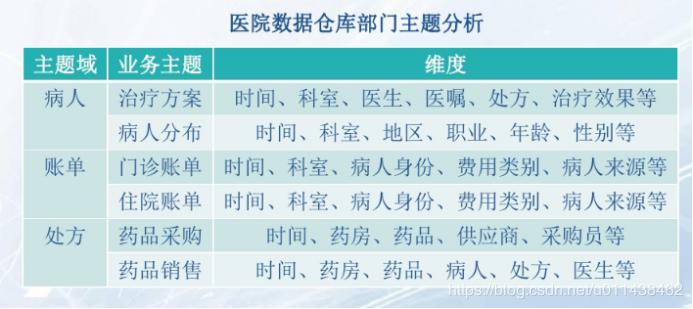 医院数据仓库部门主题分析
主题域 业务主题 维度
病人 治疗方案 时间、科室、医生、医嘱、处方、治疗效果等
病人分布 时间、科室、地区、职业、年龄、性别等
账单 门诊账单 时间、科室、病人身份、费用类别、病人来源等
住院账单 时间、科室、病人身份、费用类别、病人来源等
处方 药品采购 时间、药房、药品、供应商、采购员等
药品销售 时间、药房、药品、病人、处方、医生等
https://blog.csdn.net/u011438462